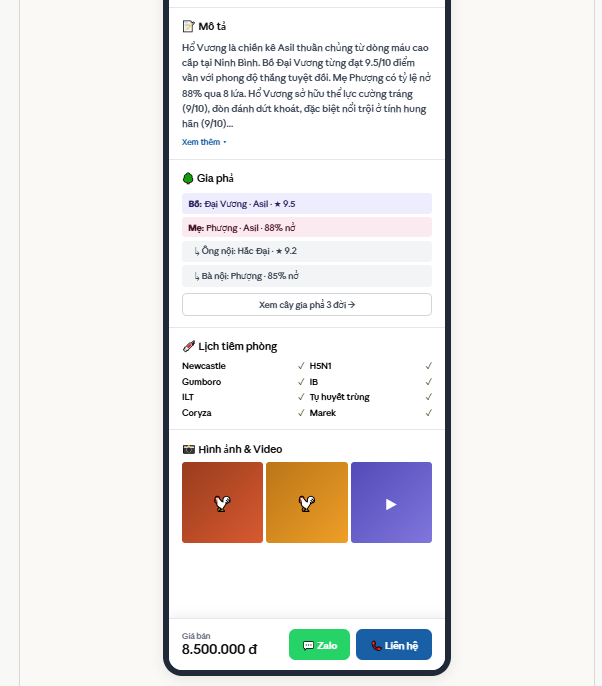 Mô tả
Hổ Vương là chiến kê Asil thuần chủng từ dòng máu cao
cấp tại Ninh Bình. Bố Đại Vương từng đạt 9.5/10 điểm
vần với phong độ thắng tuyệt đối. Mẹ Phượng có tỷ lệ nở
88% qua 8 lứa. Hổ Vương sở hữu thể lực cường tráng
(9/10), đòn đánh dứt khoát, đặc biệt nổi trội ở tính hung
hãn (9/10)...
Xem thêm
Gia phả
Bố: Đại Vương · Asil · ★ 9.5
Mẹ: Phượng · Asil · 88% nở
↳ Ông nội: Hắc Đại · ★ 9.2
↳ Bà nội: Phượng · 85% nở
Xem cây gia phả 3 đời →
Lịch tiêm phòng
Newcastle ✓ H5N1 ✓
Gumboro ✓ IB ✓
ILT ✓ Tụ huyết trùng ✓
Coryza ✓ Marek ✓
Hình ảnh & Video
Giá bán
8.500.000 đ
Zalo
Liên hệ